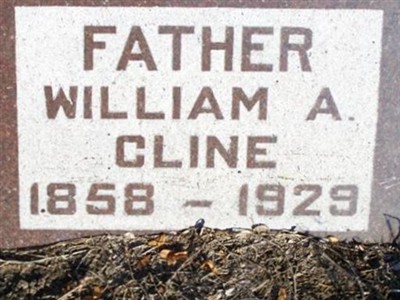 FATHER
WILLIAM A.
CLINE
1858 - 1929